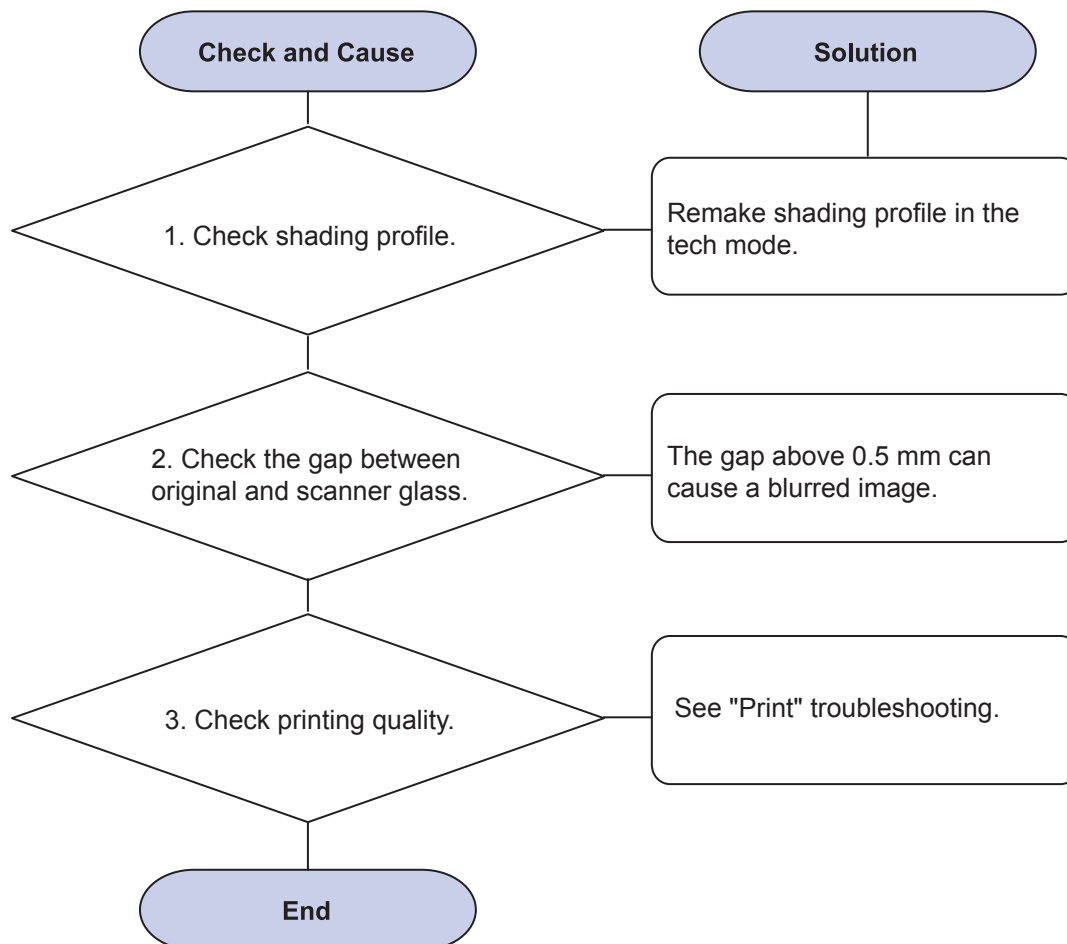 Check and Cause
Solution
1. Check shading profile.
Remake shading profile in the
tech mode.
2. Check the gap between
original and scanner glass.
The gap above 0.5 mm can
cause a blurred image.
3. Check printing quality.
See "Print" troubleshooting.
End